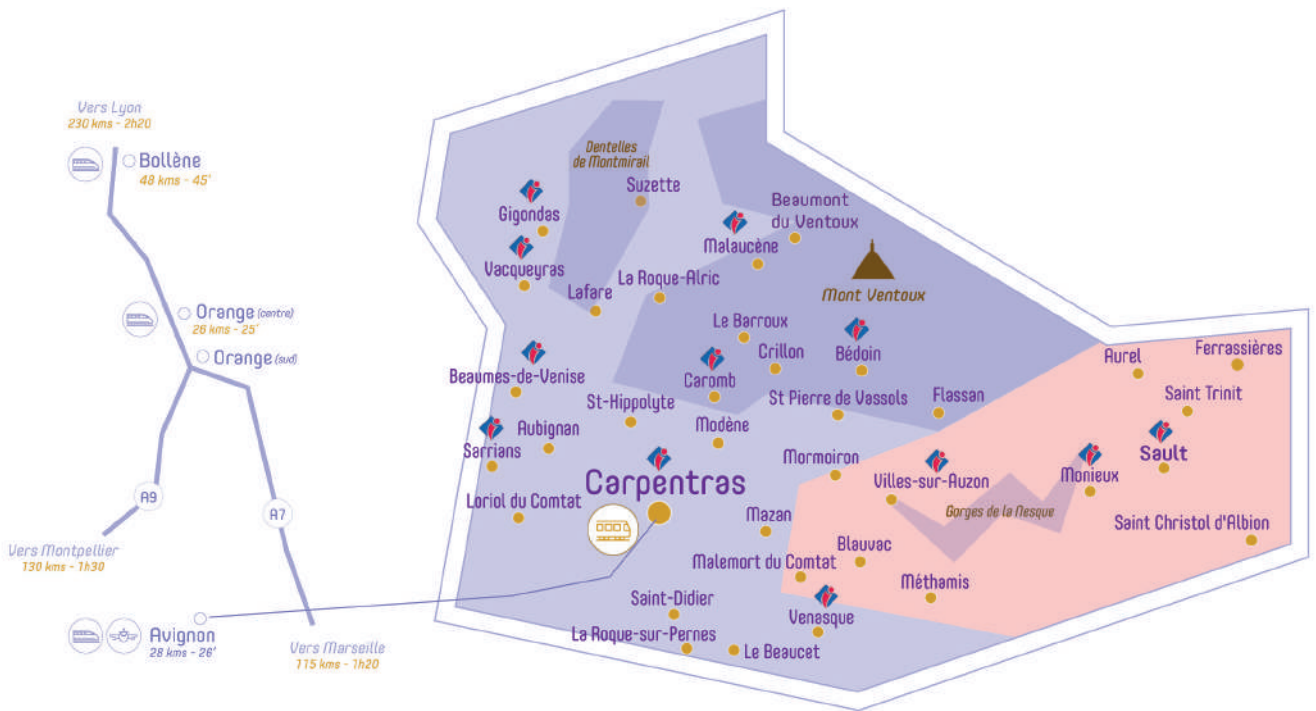 Vers Lyon
230 kms - 2h20
Bollène
48 kms - 45'
Orange (centre)
26 kms - 25'
Orange (sud)
A9
A7
Vers Montpellier
130 kms - 1h30
Avignon
28 kms - 26'
Vers Marseille
115 kms - 1h20
Dentelles
de Montmirail
Suzette
Gigondas
Beaumont
du Ventoux
Malaucène
Vacqueyras
La Roque-Alric
Lafare
Mont Ventoux
Le Barroux
Crillon
Bédoin
Beaumes-de-Venise
Caromb
Aurel
Ferrassières
St-Hippolyte
St Pierre de Vassols
Flassan
Saint Trinit
Aubignan
Modène
Sarrians
Mormoiron
Sault
Carpentras
Villes-sur-Auzon
Monieux
Loriol du Comtat
Mazan
Gorges de la Nesque
Saint Christol d'Albion
Blauvac
Malemort du Comtat
Méthamis
Saint-Didier
Venasque
La Roque-sur-Pernes
Le Beaucet